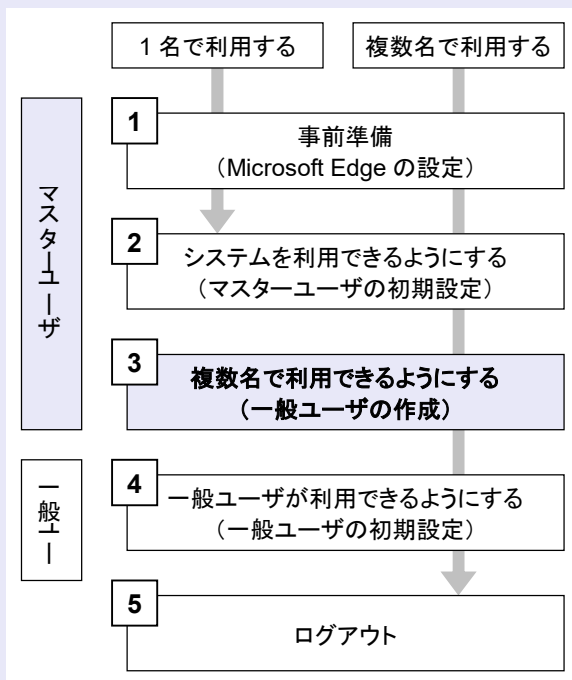 1 名で利用する
複数名で利用する
マスターユーザ
1
事前準備
（Microsoft Edge の設定）
2
システムを利用できるようにする
（マスターユーザの初期設定）
3
複数名で利用できるようにする
（一般ユーザの作成）
一般ユー
4
一般ユーザが利用できるようにする
（一般ユーザの初期設定）
5
ログアウト